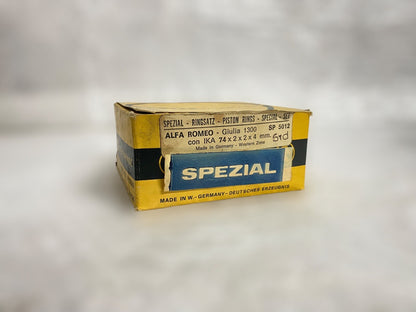 SPEZIAL - RINGSATZ - PISTON RINGS - SPECIAL - SET
ALFA ROMEO - Giulia 1300 SP 5012
con IKA 74 x 2 x 2 x 4 mm. Std
Made in Germany - Western Zone
SPEZIAL
MADE IN W.-GERMANY-DEUTSCHES ERZEUGNIS